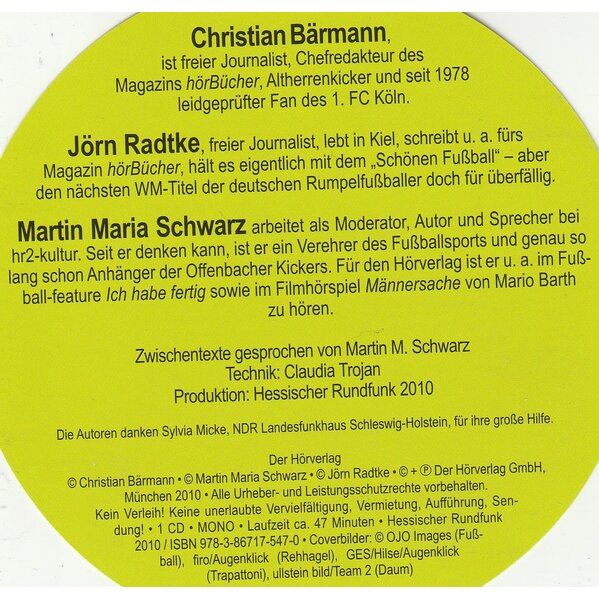 Christian Bärmann,
ist freier Journalist, Chefredakteur des
Magazins hörBücher, Altherrenkicker und seit 1978
leidgeprüfter Fan des 1. FC Köln.
Jörn Radtke, freier Journalist, lebt in Kiel, schreibt u. a. fürs
Magazin hörBücher, hält es eigentlich mit dem „Schönen Fußball“ – aber
den nächsten WM-Titel der deutschen Rumpelfußballer doch für überfällig.
Martin Maria Schwarz arbeitet als Moderator, Autor und Sprecher bei
hr2-kultur. Seit er denken kann, ist er ein Verehrer des Fußballsports und genau so
lang schon Anhänger der Offenbacher Kickers. Für den Hörverlag ist er u. a. im Fuß-
ball-feature Ich habe fertig sowie im Filmhörspiel Männersache von Mario Barth
zu hören.
Zwischentexte gesprochen von Martin M. Schwarz
Technik: Claudia Trojan
Produktion: Hessischer Rundfunk 2010
Die Autoren danken Sylvia Micke, NDR Landesfunkhaus Schleswig-Holstein, für ihre große Hilfe.
Der Hörverlag
© Christian Bärmann • © Martin Maria Schwarz • © Jörn Radtke • © + ℗ Der Hörverlag GmbH,
München 2010 • Alle Urheber- und Leistungsschutzrechte vorbehalten.
Kein Verleih! Keine unerlaubte Vervielfältigung, Vermietung, Aufführung, Sen-
dung! • 1 CD • MONO • Laufzeit ca. 47 Minuten • Hessischer Rundfunk
2010 / ISBN 978-3-86717-547-0 • Coverbilder: © OJO Images (Fuß-
ball), firo/Augenklick (Rehhagel), GES/Hilse/Augenklick
(Trapattoni), ullstein bild/Team 2 (Daum)